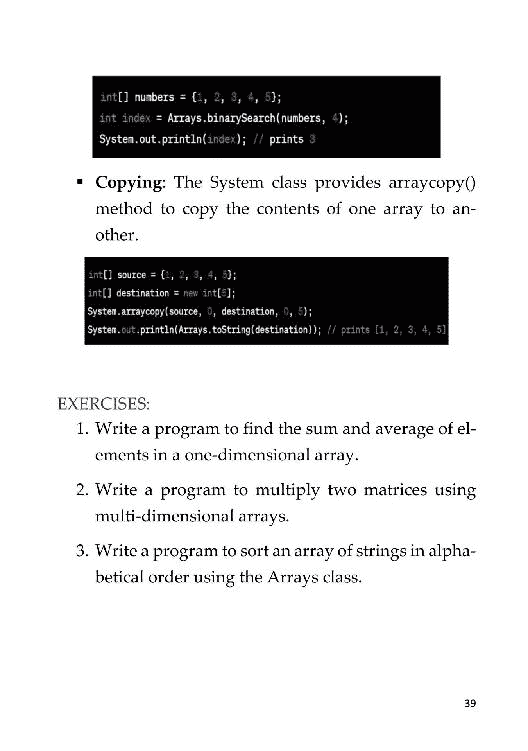 int[] numbers = {1, 2, 3, 4, 5};
int index = Arrays.binarySearch(numbers, 4);
System.out.println(index); // prints 3
▪ Copying: The System class provides arraycopy()
method to copy the contents of one array to an-
other.
int[] source = {1, 2, 3, 4, 5};
int[] destination = new int[5];
System.arraycopy(source, 0, destination, 0, 5);
System.out.println(Arrays.toString(destination)); // prints [1, 2, 3, 4, 5]
EXERCISES:
1. Write a program to find the sum and average of el-
ements in a one-dimensional array.
2. Write a program to multiply two matrices using
multi-dimensional arrays.
3. Write a program to sort an array of strings in alpha-
betical order using the Arrays class.
39